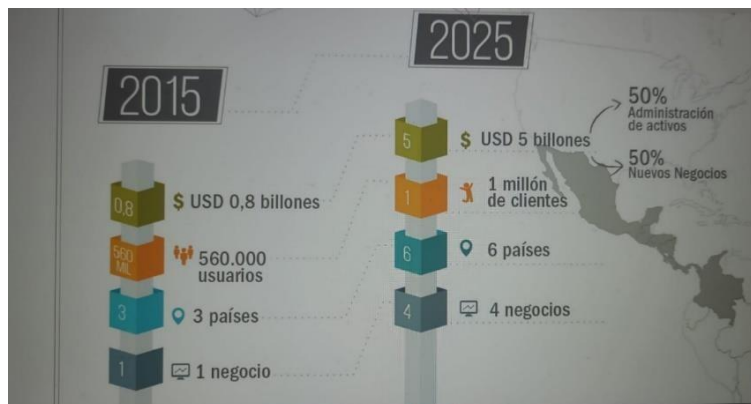 2015
0,8
$ USD 0,8 billones
560
MIL
560.000
usuarios
3
3 países
1
1 negocio
2025
5
$ USD 5 billones
50%
Administración
de activos
50%
Nuevos Negocios
1
1 millón
de clientes
6
6 países
4
4 negocios